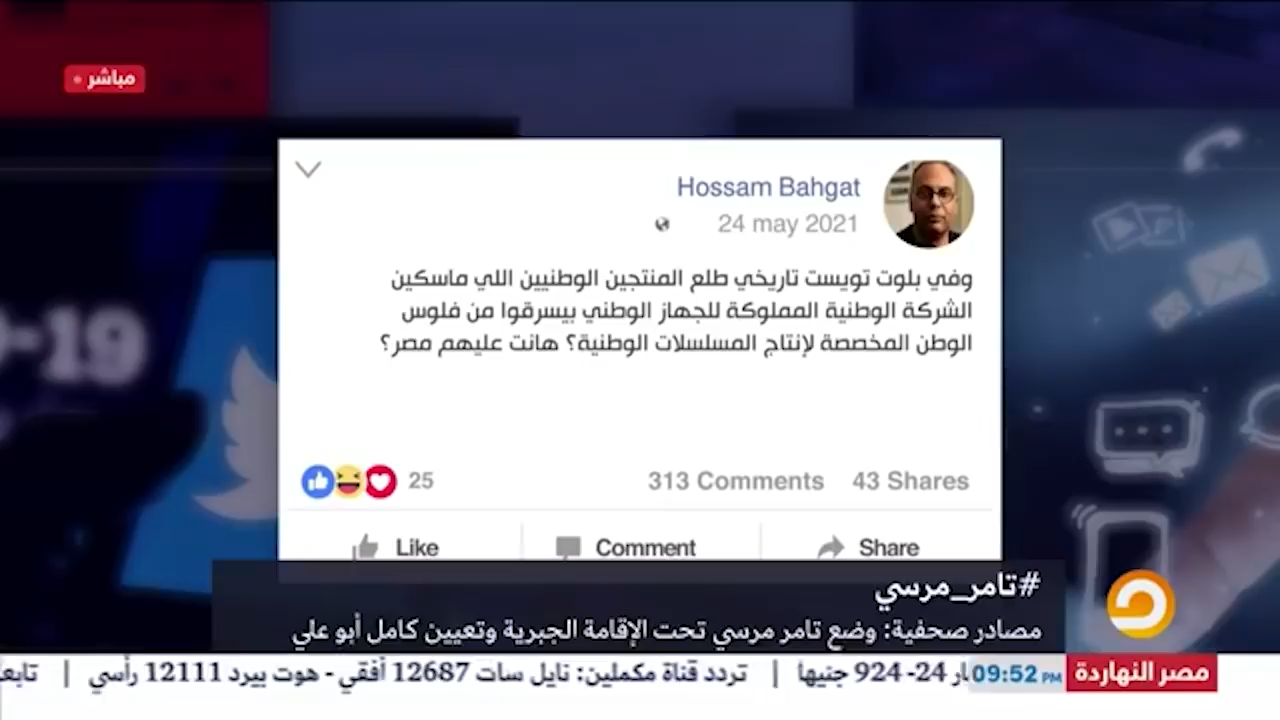 مباشر
Hossam Bahgat
24 may 2021
وفي بلوت تويست تاريخي طلع المنتجين الوطنيين اللي ماسكين
الشركة الوطنية المملوكة للجهاز الوطني بيسرقوا من فلوس
الوطن المخصصة لإنتاج المسلسلات الوطنية؟ هانت عليهم مصر؟
25 313 Comments 43 Shares
Like Comment Share
-19
#تامر_مرسي
مصادر صحفية: وضع تامر مرسي تحت الإقامة الجبرية وتعيين كامل أبو علي
مصر النهاردة
09:52 PM
ار 24- 924 جنيها | تردد قناة مكملين: نايل سات 12687 أفقي - هوت بيرد 12111 رأسي | تابع